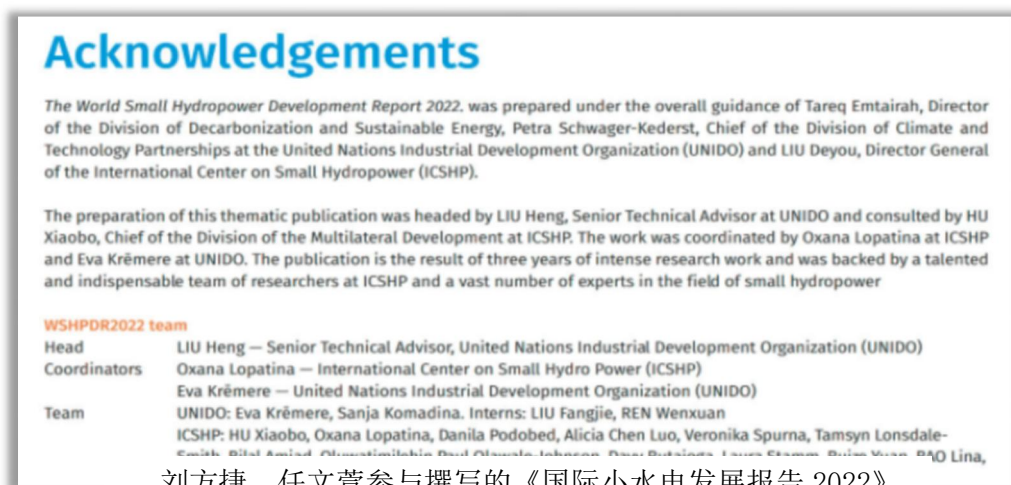 Acknowledgements
The World Small Hydropower Development Report 2022. was prepared under the overall guidance of Tareq Emtairah, Director
of the Division of Decarbonization and Sustainable Energy, Petra Schwager-Kederst, Chief of the Division of Climate and
Technology Partnerships at the United Nations Industrial Development Organization (UNIDO) and LIU Deyou, Director General
of the International Center on Small Hydropower (ICSHP).
The preparation of this thematic publication was headed by LIU Heng, Senior Technical Advisor at UNIDO and consulted by HU
Xiaobo, Chief of the Division of the Multilateral Development at ICSHP. The work was coordinated by Oxana Lopatina at ICSHP
and Eva Krēmere at UNIDO. The publication is the result of three years of intense research work and was backed by a talented
and indispensable team of researchers at ICSHP and a vast number of experts in the field of small hydropower
WSHPDR2022 team
Head LIU Heng — Senior Technical Advisor, United Nations Industrial Development Organization (UNIDO)
Coordinators Oxana Lopatina — International Center on Small Hydro Power (ICSHP)
Eva Krēmere — United Nations Industrial Development Organization (UNIDO)
Team UNIDO: Eva Krēmere, Sanja Komadina. Interns: LIU Fangjie, REN Wenxuan
ICSHP: HU Xiaobo, Oxana Lopatina, Danila Podobed, Alicia Chen Luo, Veronika Spurna, Tamsyn Lonsdale-
Lina,
刘方捷、任文萱参与撰写的《国际小水电发展报告 2022》